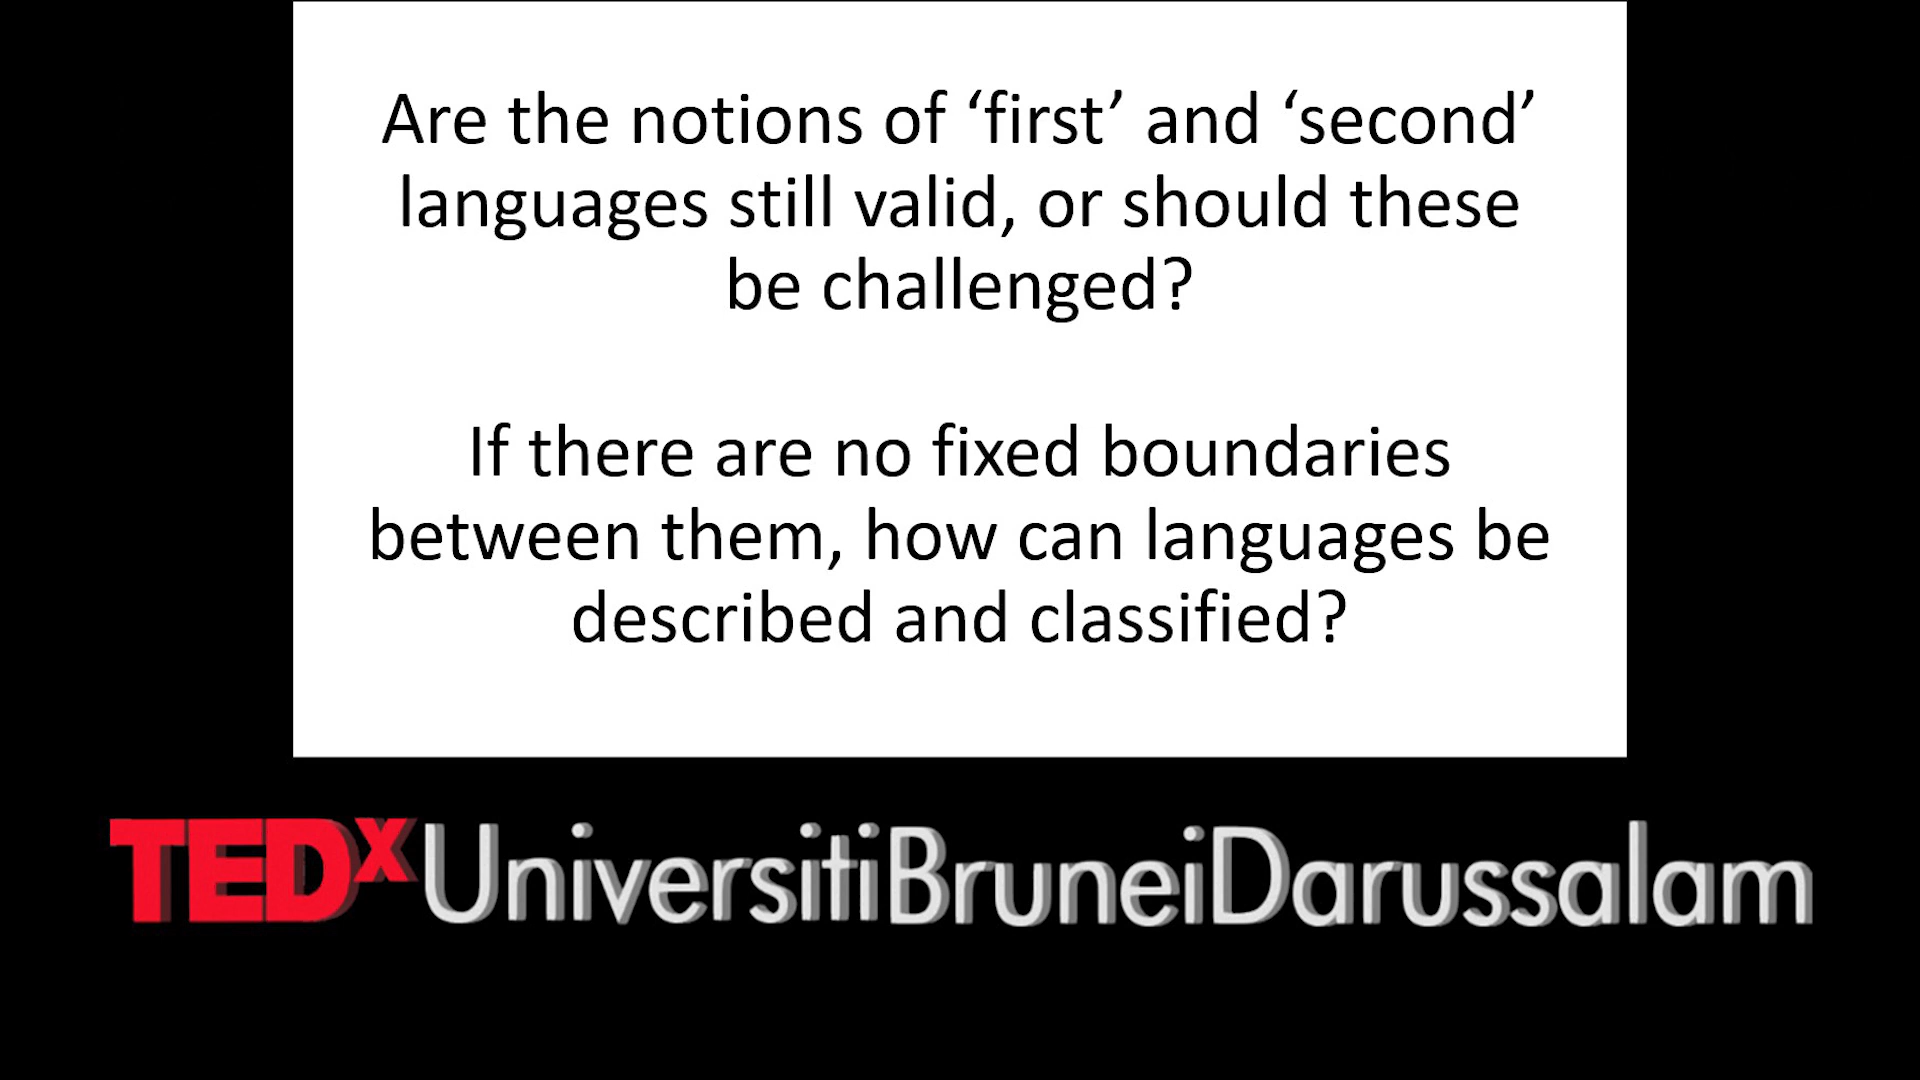 Are the notions of ‘first’ and ‘second’
languages still valid, or should these
be challenged?
If there are no fixed boundaries
between them, how can languages be
described and classified?
TEDxUniversitiBruneiDarussalam